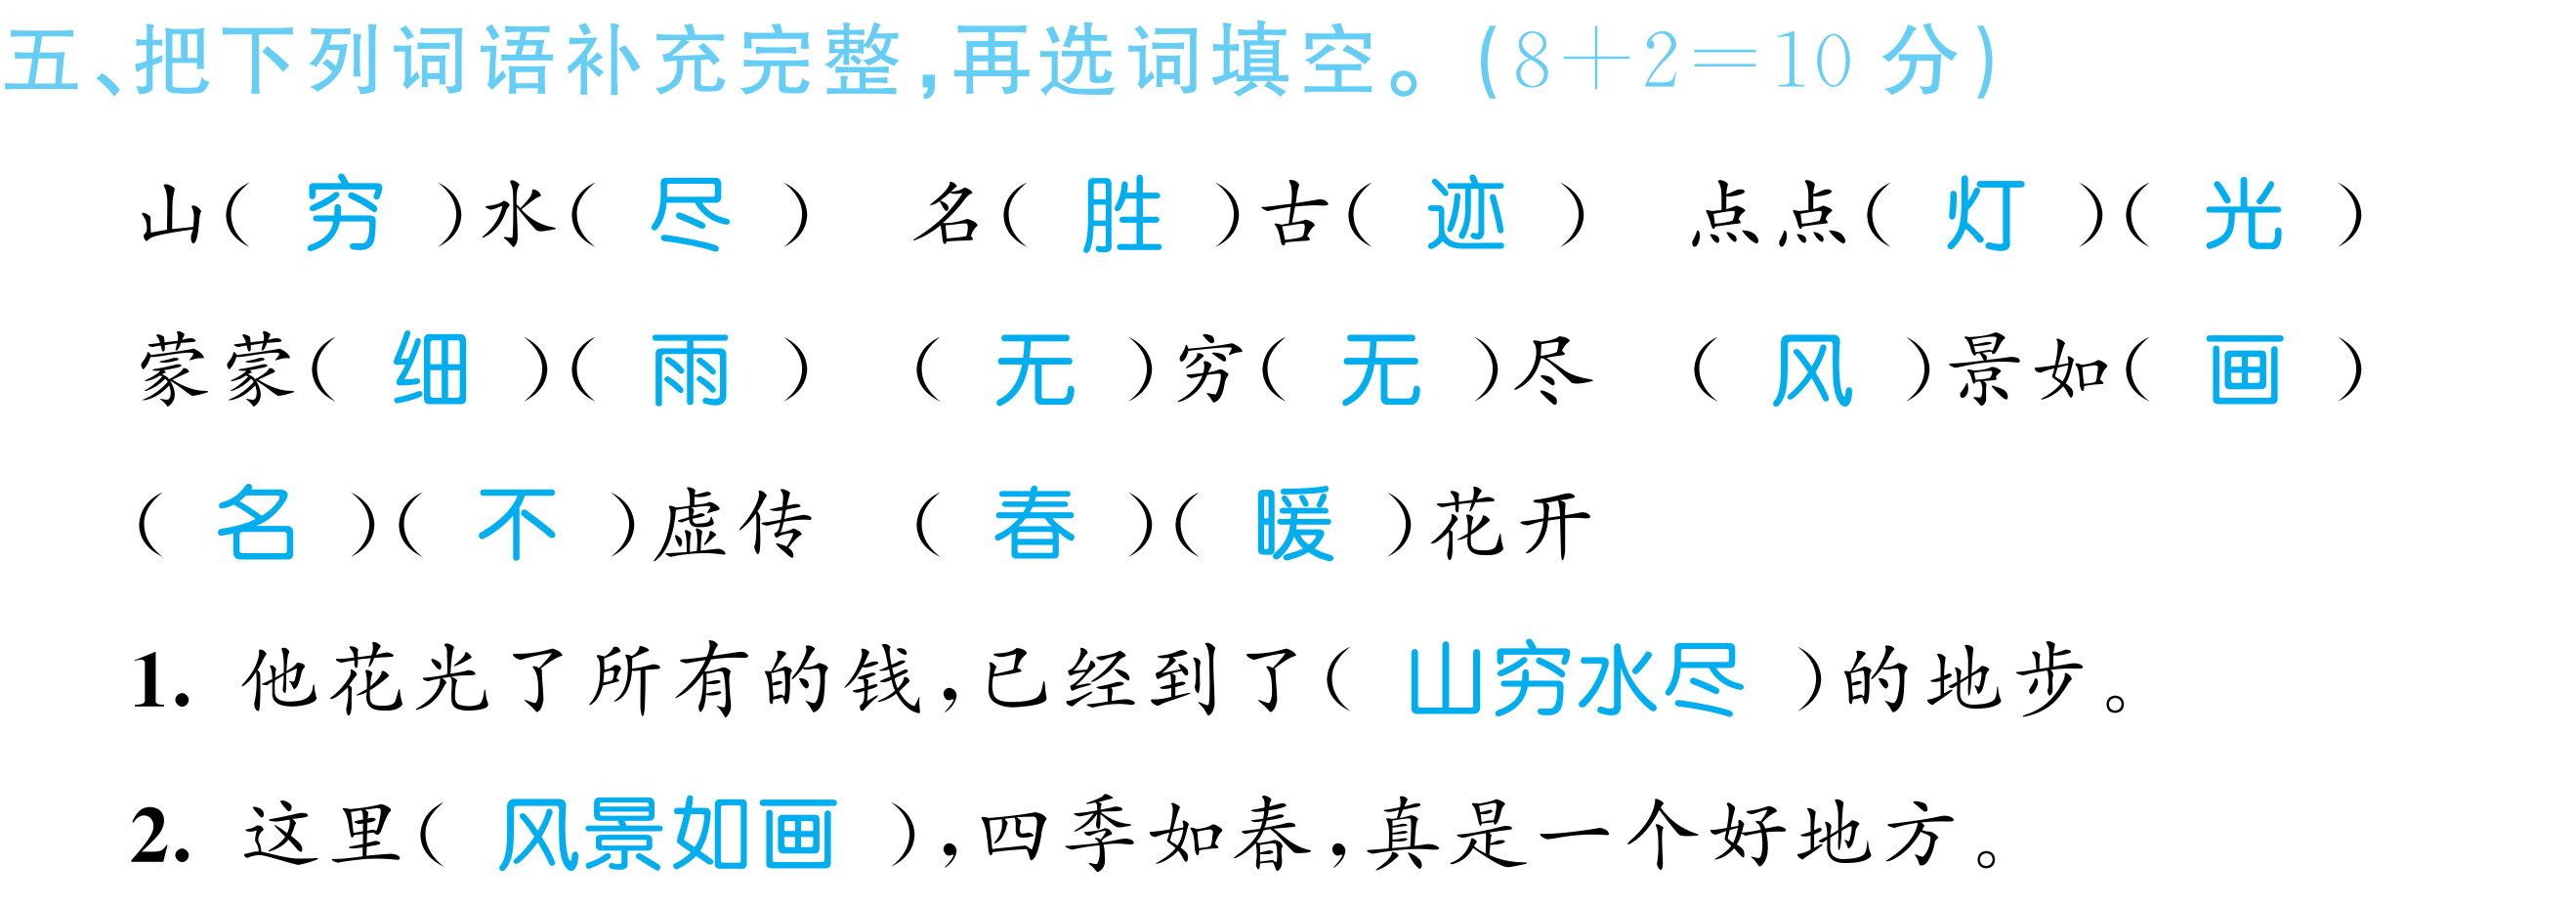 五、把下列词语补充完整,再选词填空。(8+2=10 分)
山( 穷 )水( 尽 ) 名( 胜 )古( 迹 ) 点点( 灯 )( 光 )
蒙蒙( 细 )( 雨 ) ( 无 )穷( 无 )尽 ( 风 )景如( 画 )
( 名 )( 不 )虚传 ( 春 )( 暖 )花开
1. 他花光了所有的钱,已经到了( 山穷水尽 )的地步。
2. 这里( 风景如画 ),四季如春,真是一个好地方。